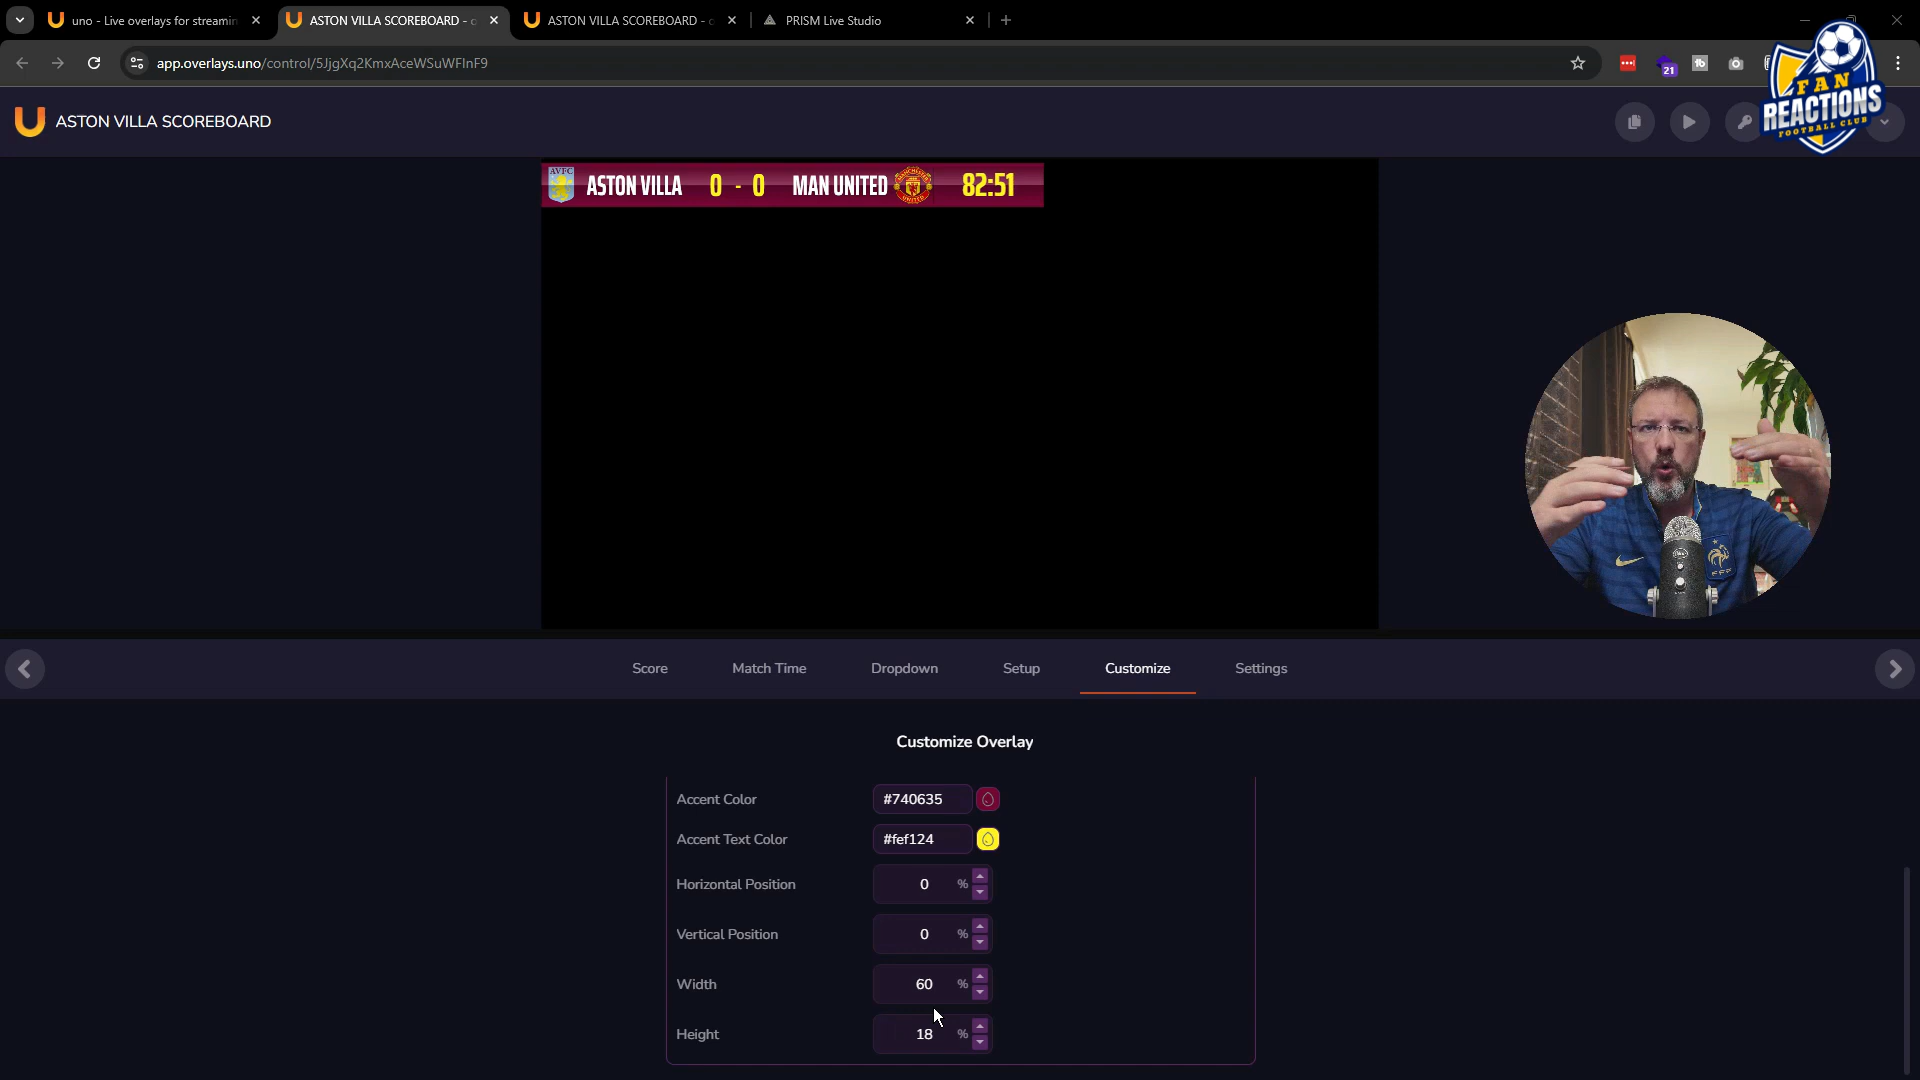 uno - Live overlays for streamin
ASTON VILLA SCOREBOARD - o
ASTON VILLA SCOREBOARD - o
PRISM Live Studio
app.overlays.uno/control/5JjgXq2KmxAceWSuWFInF9
21
FAN
REACTIONS
FOOTBALL CLUB
ASTON VILLA SCOREBOARD
AVFC
ASTON VILLA 0 - 0 MAN UNITED 82:51
MANCHESTER
UNITED
FFF
Score
Match Time
Dropdown
Setup
Customize
Settings
Customize Overlay
Accent Color #740635
Accent Text Color #fef124
Horizontal Position 0 %
Vertical Position 0 %
Width 60 %
Height 18 %